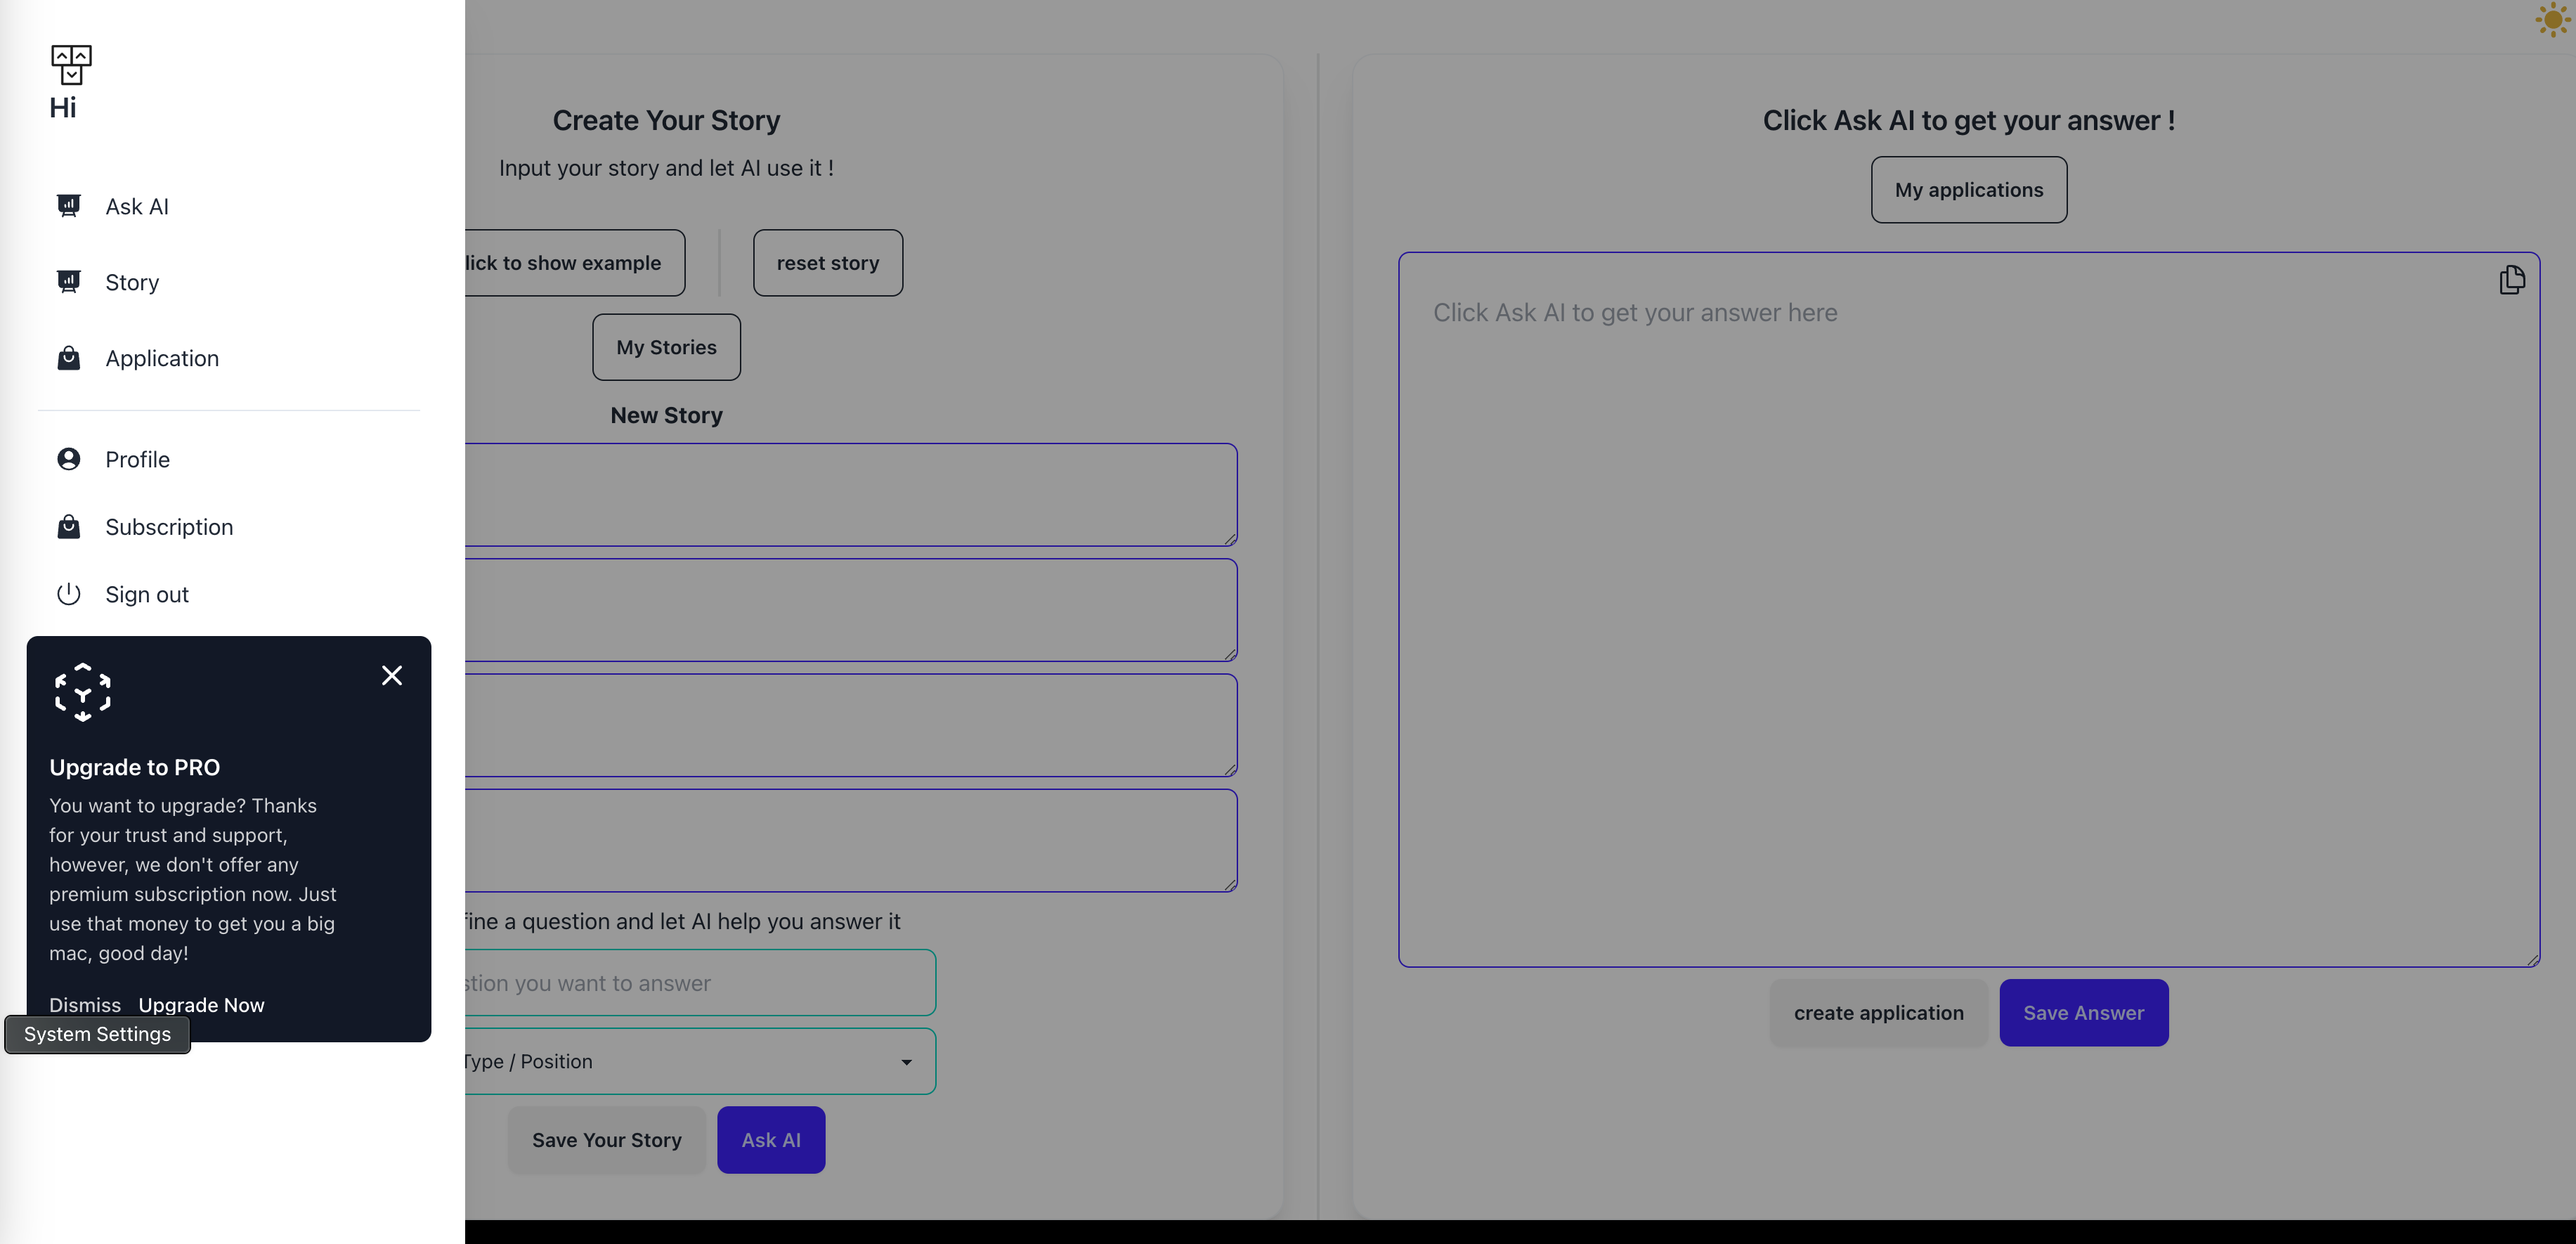 Hi
Ask AI
Story
Application
Profile
Subscription
Sign out
Upgrade to PRO
You want to upgrade? Thanks
for your trust and support,
however, we don't offer any
premium subscription now. Just
use that money to get you a big
mac, good day!
Dismiss Upgrade Now
System Settings
Create Your Story
Input your story and let AI use it !
lick to show example
reset story
My Stories
New Story
fine a question and let AI help you answer it
stion you want to answer
Type / Position
Save Your Story
Ask AI
Click Ask AI to get your answer !
My applications
Click Ask AI to get your answer here
create application
Save Answer